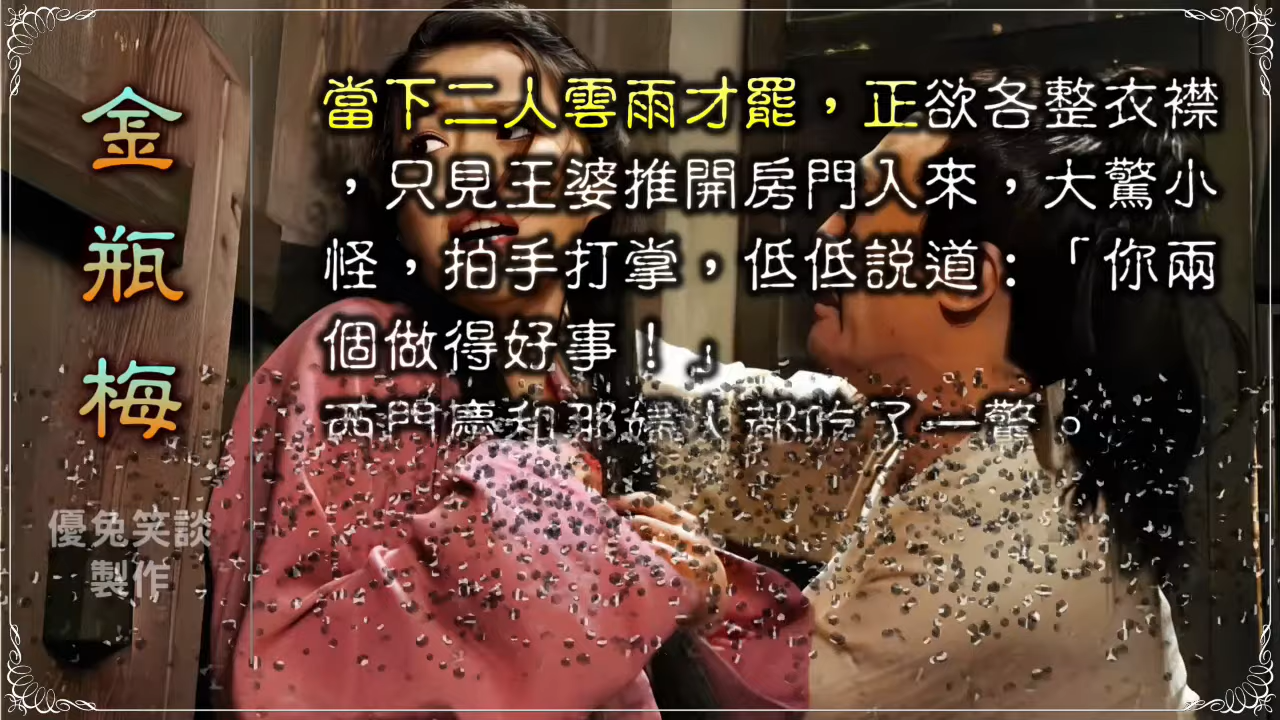 金瓶梅
當下二人雲雨才罷，正欲各整衣襟
，只見王婆推開房門入來，大驚小
怪，拍手打掌，低低説道：「你兩
個做得好事！」
西門慶和那婦人都吃了一驚。
優兔笑談
製作